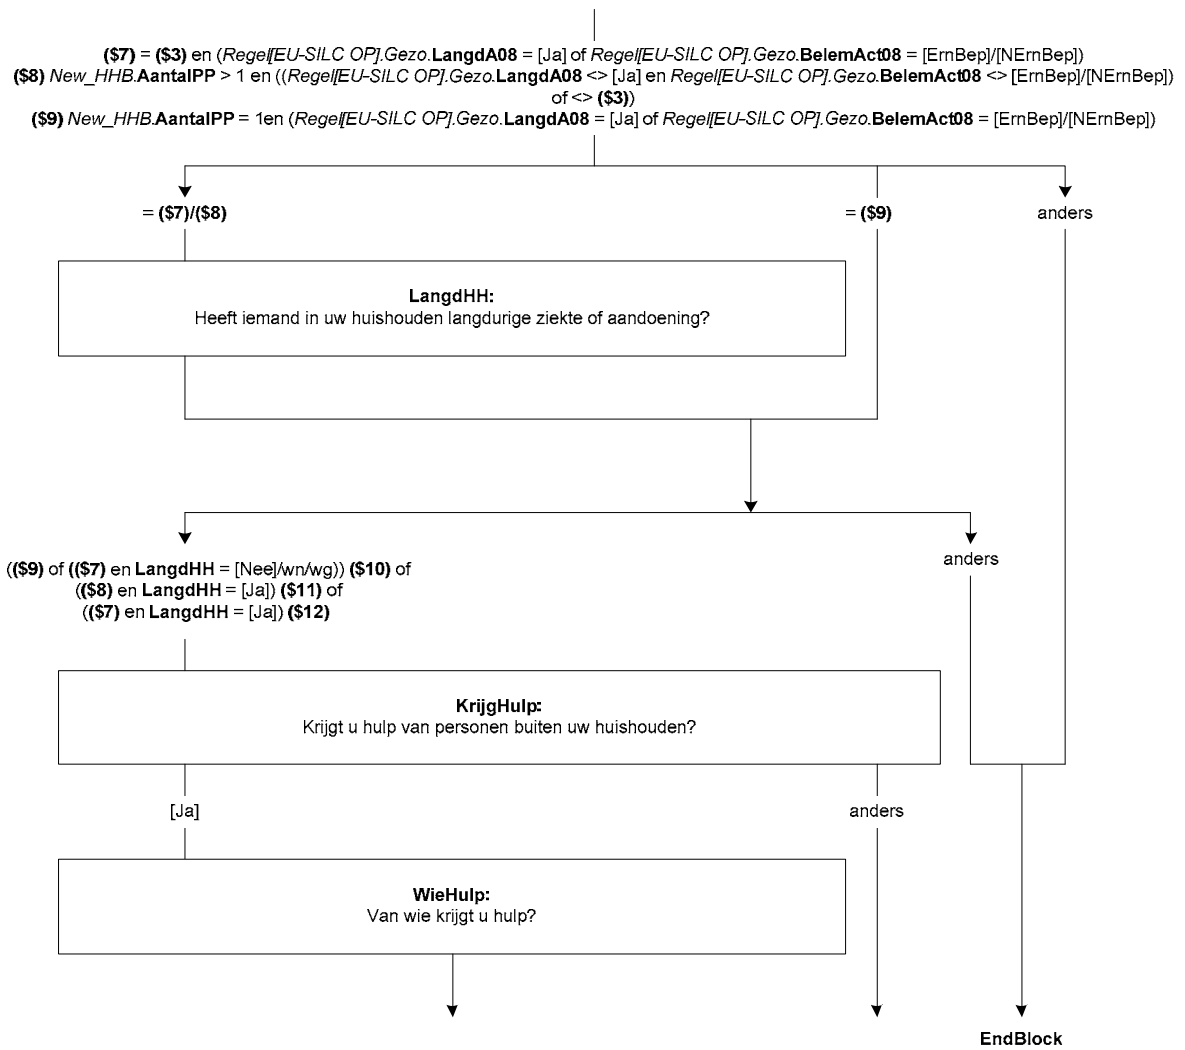 ($7) = ($3) en (Regel[EU-SILC OP].Gezo.LangdA08 = [Ja] of Regel[EU-SILC OP].Gezo.BelemAct08 = [ErnBep]/[NErnBep])
($8) New_HHB.AantalPP > 1 en ((Regel[EU-SILC OP].Gezo.LangdA08 <> [Ja] en Regel[EU-SILC OP].Gezo.BelemAct08 <> [ErnBep]/[NErnBep])
of <> ($3))
($9) New_HHB.AantalPP = 1en (Regel[EU-SILC OP].Gezo.LangdA08 = [Ja] of Regel[EU-SILC OP].Gezo.BelemAct08 = [ErnBep]/[NErnBep])
= ($7)/($8)
= ($9)
anders
LangdHH:
Heeft iemand in uw huishouden langdurige ziekte of aandoening?
anders
(($9) of (($7) en LangdHH = [Nee]/wn/wg)) ($10) of
(($8) en LangdHH = [Ja]) ($11) of
(($7) en LangdHH = [Ja]) ($12)
KrijgHulp:
Krijgt u hulp van personen buiten uw huishouden?
[Ja]
anders
WieHulp:
Van wie krijgt u hulp?
EndBlock